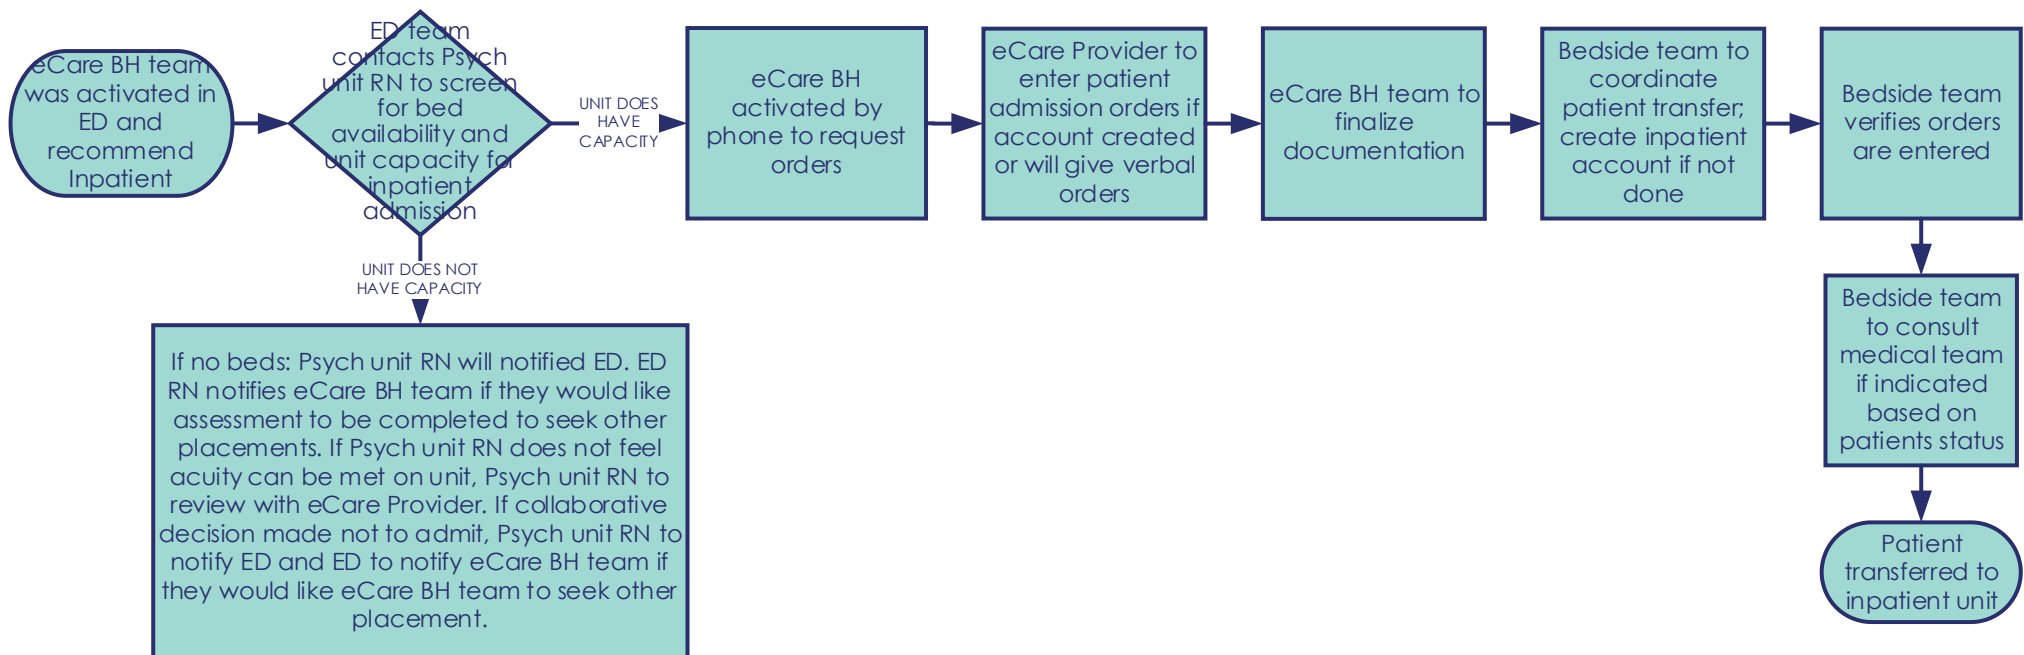 eCare BH team
was activated in
ED and
recommend
Inpatient
ED team
contacts Psych
unit RN to screen
for bed
availability and
unit capacity for
inpatient
admission
UNIT DOES
HAVE
CAPACITY
eCare BH
activated by
phone to request
orders
eCare Provider to
enter patient
admission orders if
account created
or will give verbal
orders
eCare BH team to
finalize
documentation
Bedside team to
coordinate
patient transfer;
create inpatient
account if not
done
Bedside team
verifies orders
are entered
UNIT DOES NOT
HAVE CAPACITY
If no beds: Psych unit RN will notified ED. ED
RN notifies eCare BH team if they would like
assessment to be completed to seek other
placements. If Psych unit RN does not feel
acuity can be met on unit, Psych unit RN to
review with eCare Provider. If collaborative
decision made not to admit, Psych unit RN to
notify ED and ED to notify eCare BH team if
they would like eCare BH team to seek other
placement.
Bedside team
to consult
medical team
if indicated
based on
patients status
Patient
transferred to
inpatient unit